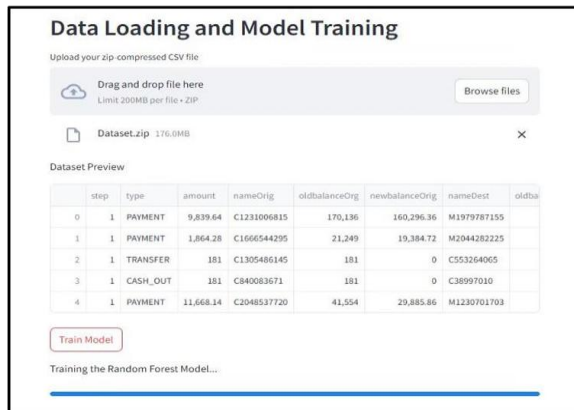 Data Loading and Model Training
Upload your zip-compressed CSV file
Drag and drop file here
Limit 200MB per file • ZIP
Browse files
Dataset.zip 176.0MB
Dataset Preview
step type amount nameOrig oldbalanceOrg newbalanceOrig nameDest oldba
0 1 PAYMENT 9,839.64 C1231006815 170,136 160,296.36 M1979787155
1 1 PAYMENT 1,864.28 C1666544295 21,249 19,384.72 M2044282225
2 1 TRANSFER 181 C1305486145 181 0 C553264065
3 1 CASH_OUT 181 C840083671 181 0 C38997010
4 1 PAYMENT 11,668.14 C2048537720 41,554 29,885.86 M1230701703
Train Model
Training the Random Forest Model...